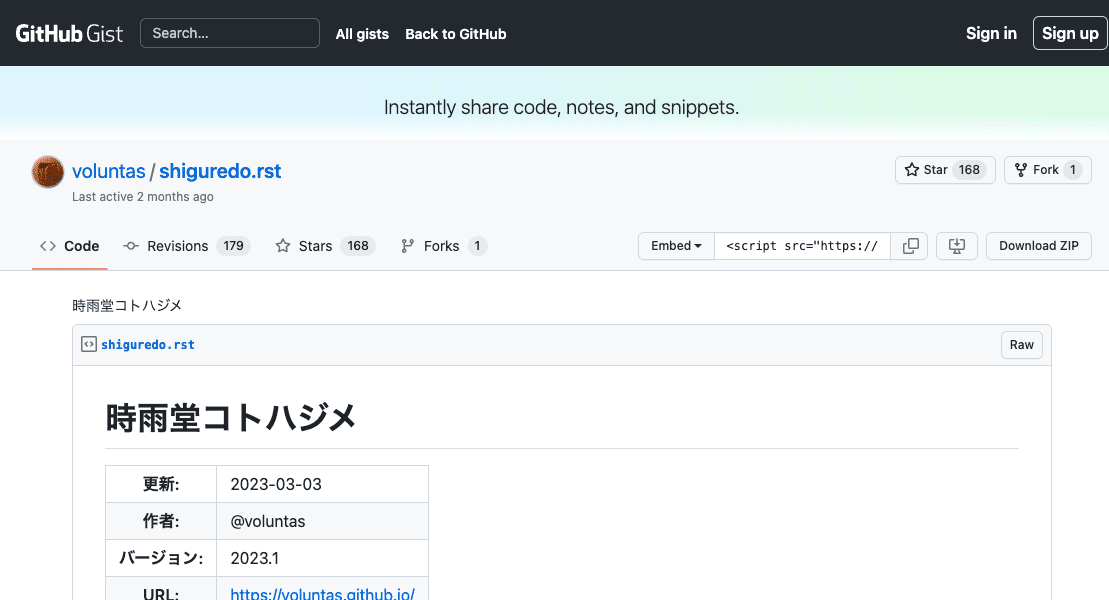 GitHub Gist Search... All gists Back to GitHub Sign in Sign up
Instantly share code, notes, and snippets.
voluntas / shiguredo.rst Star 168 Fork 1
Last active 2 months ago
Code Revisions 179 Stars 168 Forks 1 Embed <script src="https:// Download ZIP
時雨堂コトハジメ
shiguredo.rst Raw
時雨堂コトハジメ
更新: 2023-03-03
作者: @voluntas
バージョン: 2023.1
URL: https://voluntas.github.io/